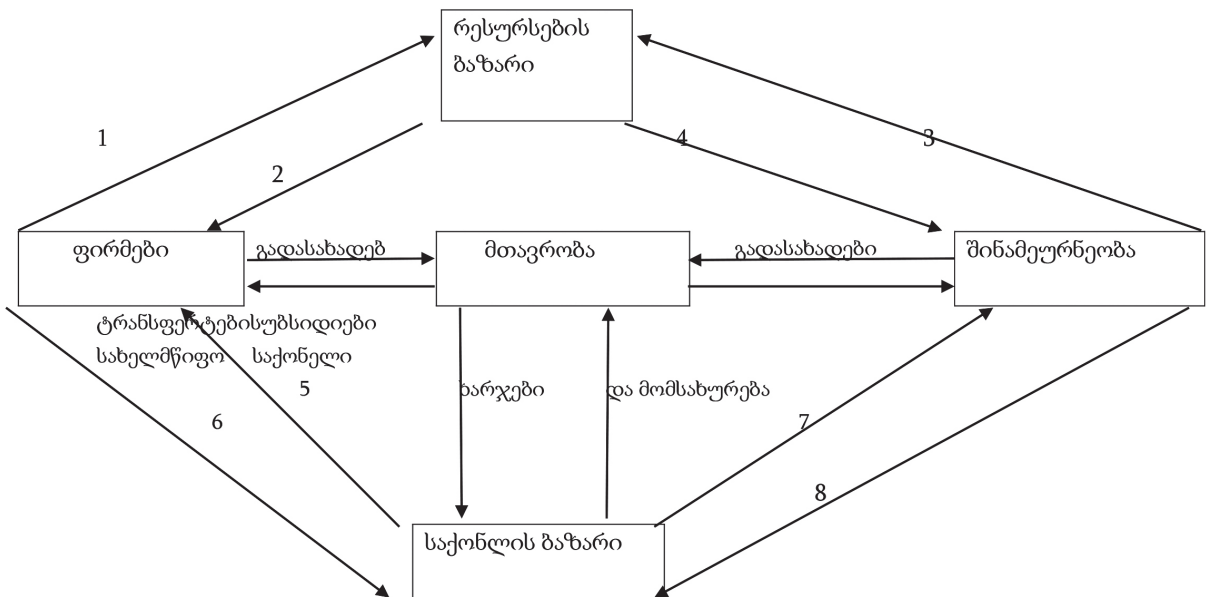 რესურსების
ბაზარი
1
4
3
2
ფირმები
გადასახადებ
მთავრობა
გადასახადები
შინამეურნეობა
ტრანსფერტებისუბსიდიები
სახელმწიფო საქონელი
5
ხარჯები
და მომსახურება
6
7
8
საქონლის ბაზარი